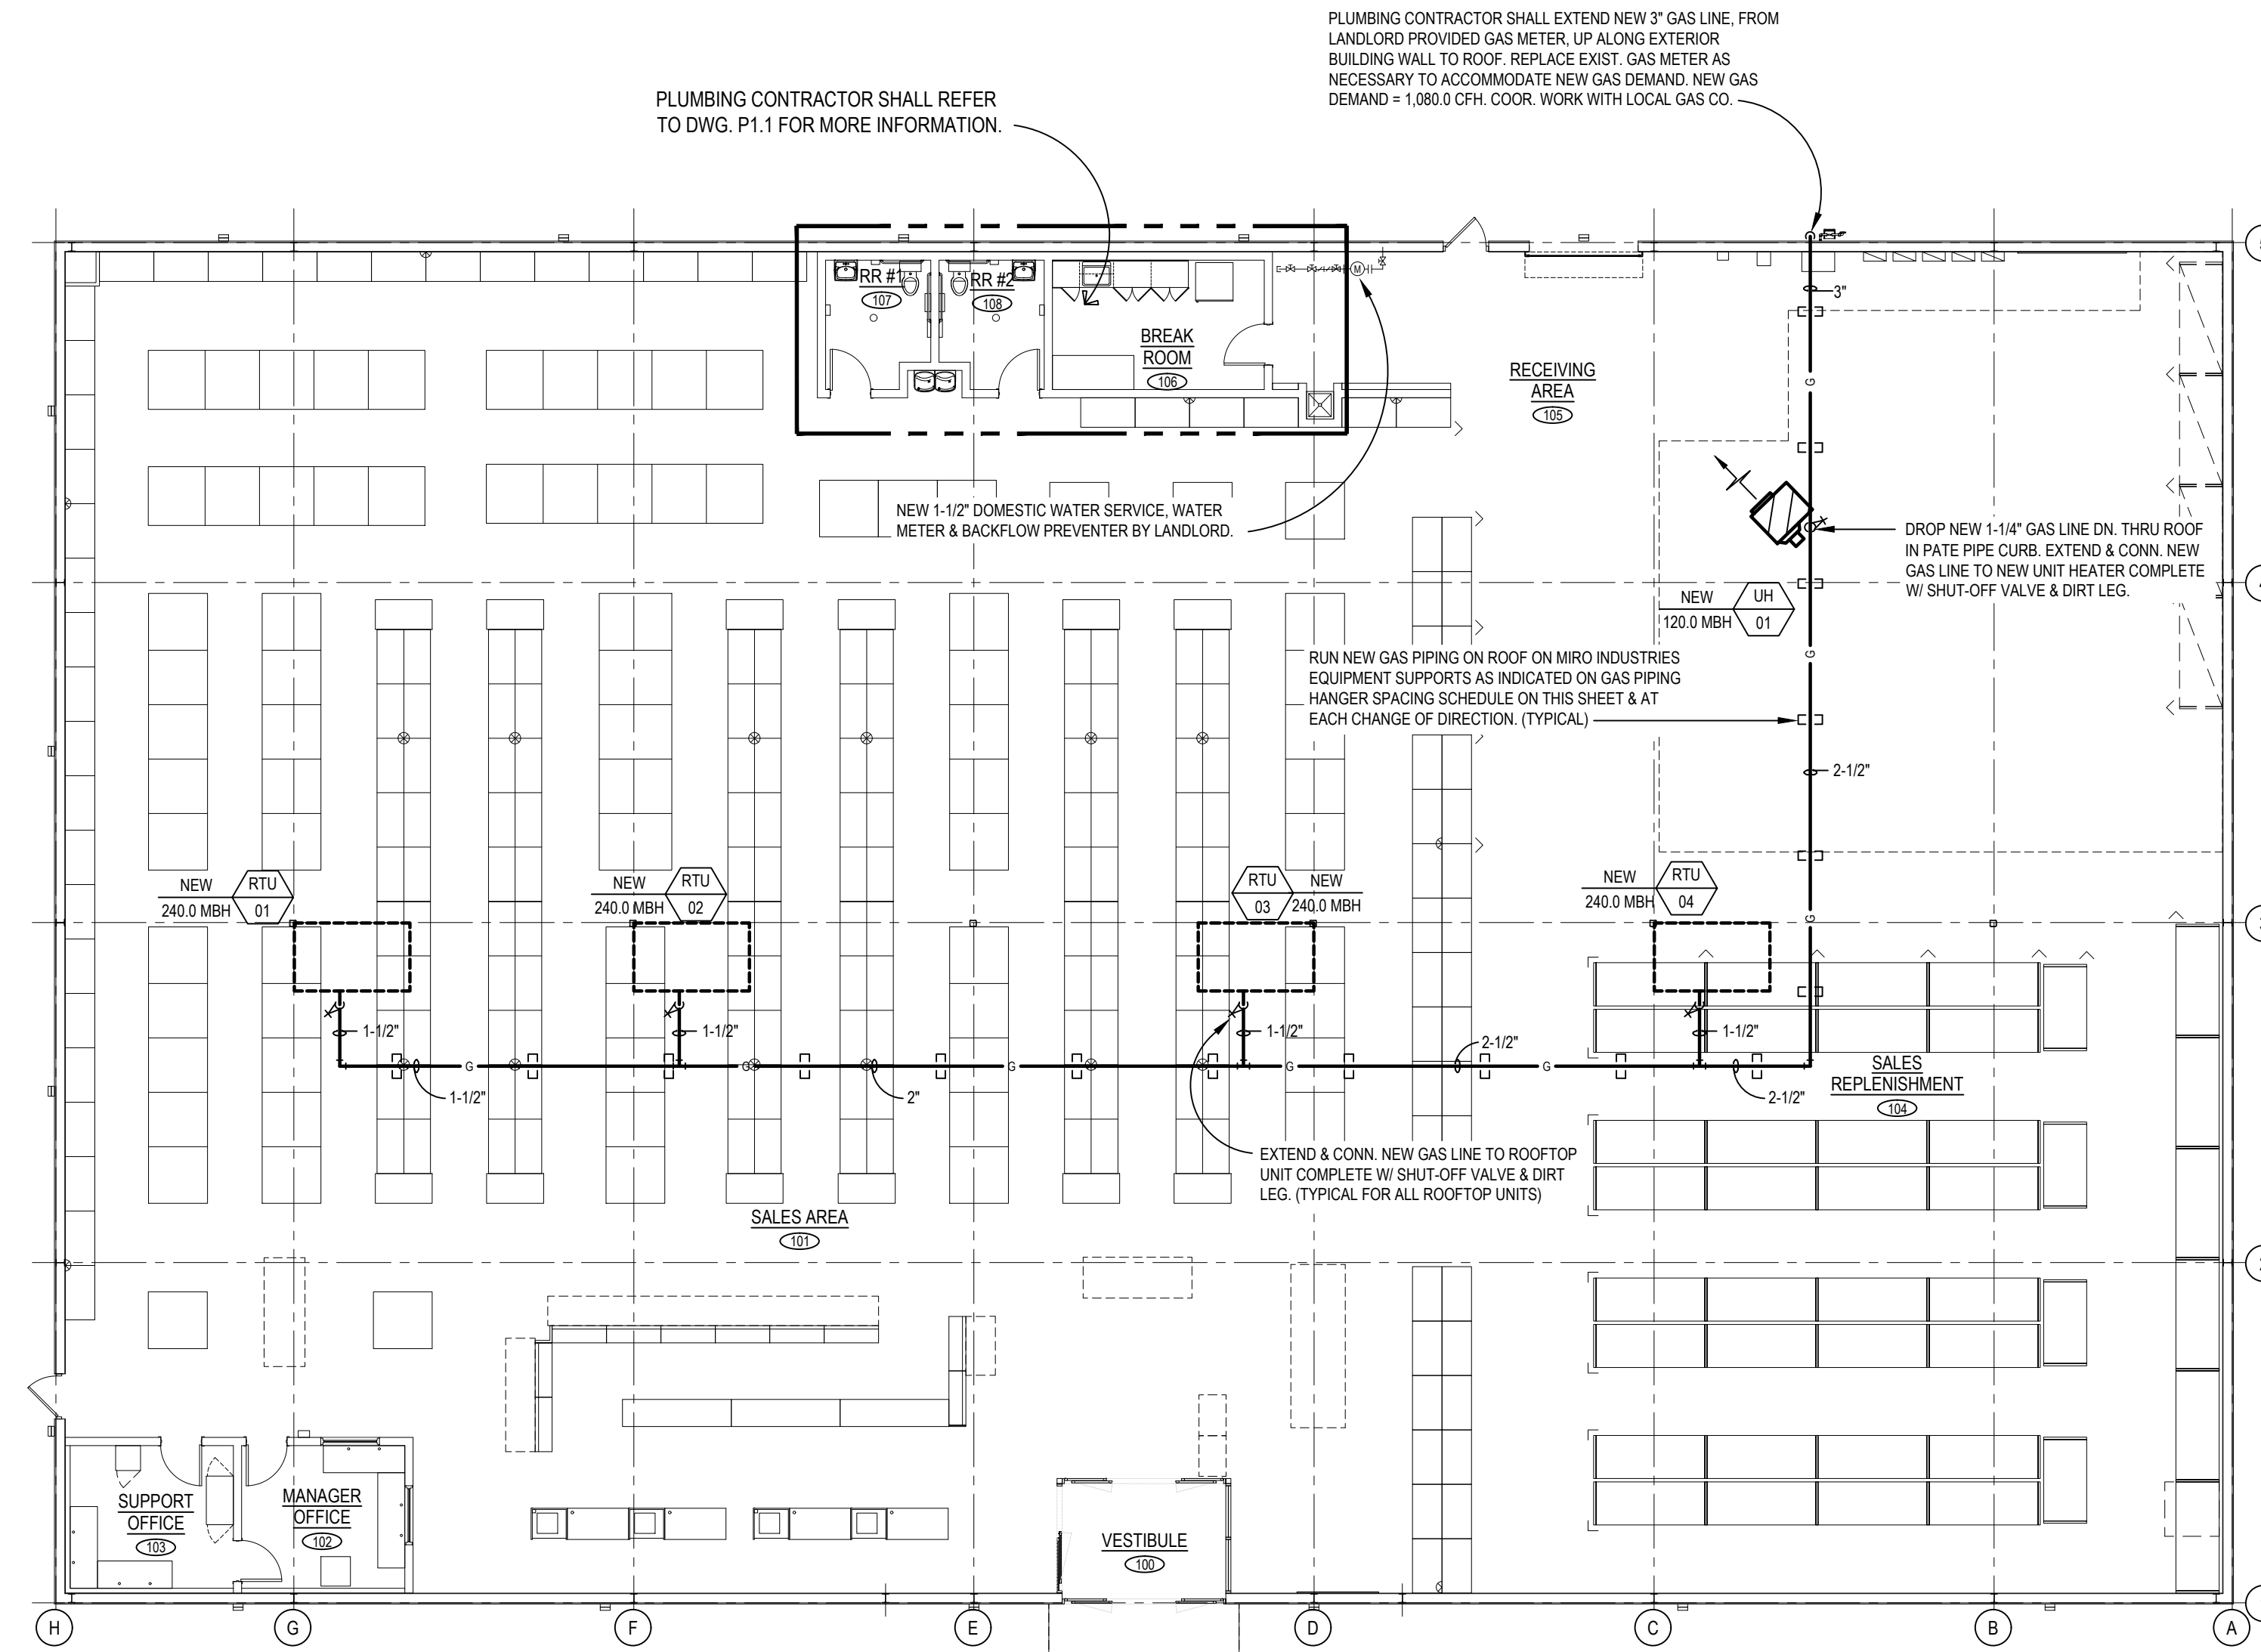 PLUMBING CONTRACTOR SHALL EXTEND NEW 3" GAS LINE, FROM
LANDLORD PROVIDED GAS METER, UP ALONG EXTERIOR
BUILDING WALL TO ROOF. REPLACE EXIST. GAS METER AS
NECESSARY TO ACCOMMODATE NEW GAS DEMAND. NEW GAS
DEMAND = 1,080.0 CFH. COOR. WORK WITH LOCAL GAS CO.
PLUMBING CONTRACTOR SHALL REFER
TO DWG. P1.1 FOR MORE INFORMATION.
RR #1
107
RR #2
108
BREAK
ROOM
106
M
3"
RECEIVING
AREA
105
G
NEW 1-1/2" DOMESTIC WATER SERVICE, WATER
METER & BACKFLOW PREVENTER BY LANDLORD.
DROP NEW 1-1/4" GAS LINE DN. THRU ROOF
IN PATE PIPE CURB. EXTEND & CONN. NEW
GAS LINE TO NEW UNIT HEATER COMPLETE
W/ SHUT-OFF VALVE & DIRT LEG.
NEW
120.0 MBH
UH
01
G
RUN NEW GAS PIPING ON ROOF ON MIRO INDUSTRIES
EQUIPMENT SUPPORTS AS INDICATED ON GAS PIPING
HANGER SPACING SCHEDULE ON THIS SHEET & AT
EACH CHANGE OF DIRECTION. (TYPICAL)
2-1/2"
NEW
240.0 MBH
RTU
01
NEW
240.0 MBH
RTU
02
RTU
03
NEW
240.0 MBH
NEW
240.0 MBH
RTU
04
G
1-1/2"
1-1/2"
1-1/2"
1-1/2"
2-1/2"
G
G
G
G
G
1-1/2"
2"
2-1/2"
SALES
REPLENISHMENT
104
EXTEND & CONN. NEW GAS LINE TO ROOFTOP
UNIT COMPLETE W/ SHUT-OFF VALVE & DIRT
LEG. (TYPICAL FOR ALL ROOFTOP UNITS)
SALES AREA
101
SUPPORT
OFFICE
103
MANAGER
OFFICE
102
VESTIBULE
100
H
G
F
E
D
C
B
A